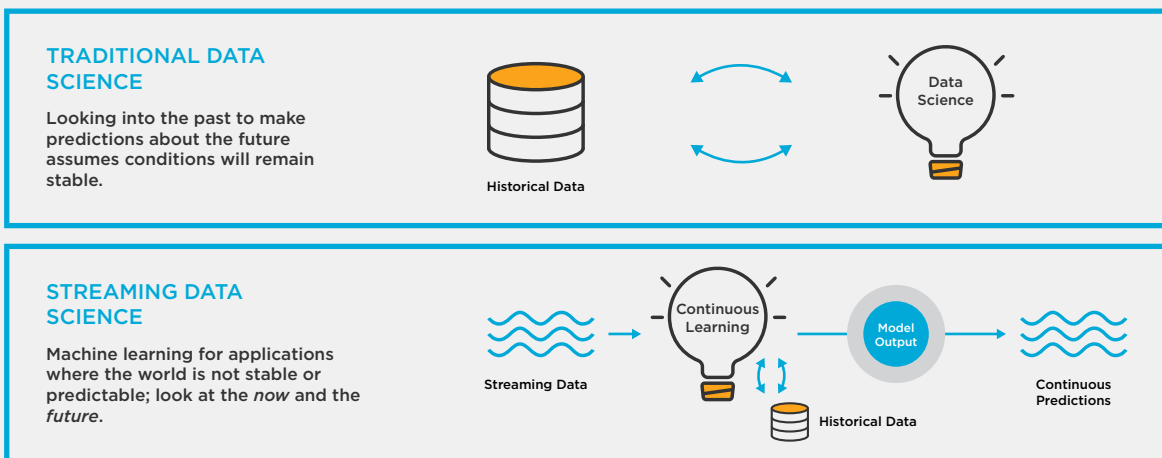 TRADITIONAL DATA
SCIENCE
Looking into the past to make
predictions about the future
assumes conditions will remain
stable.
Historical Data
Data
Science
STREAMING DATA
SCIENCE
Machine learning for applications
where the world is not stable or
predictable; look at the now and the
future.
Streaming Data
Continuous
Learning
Historical Data
Model
Output
Continuous
Predictions